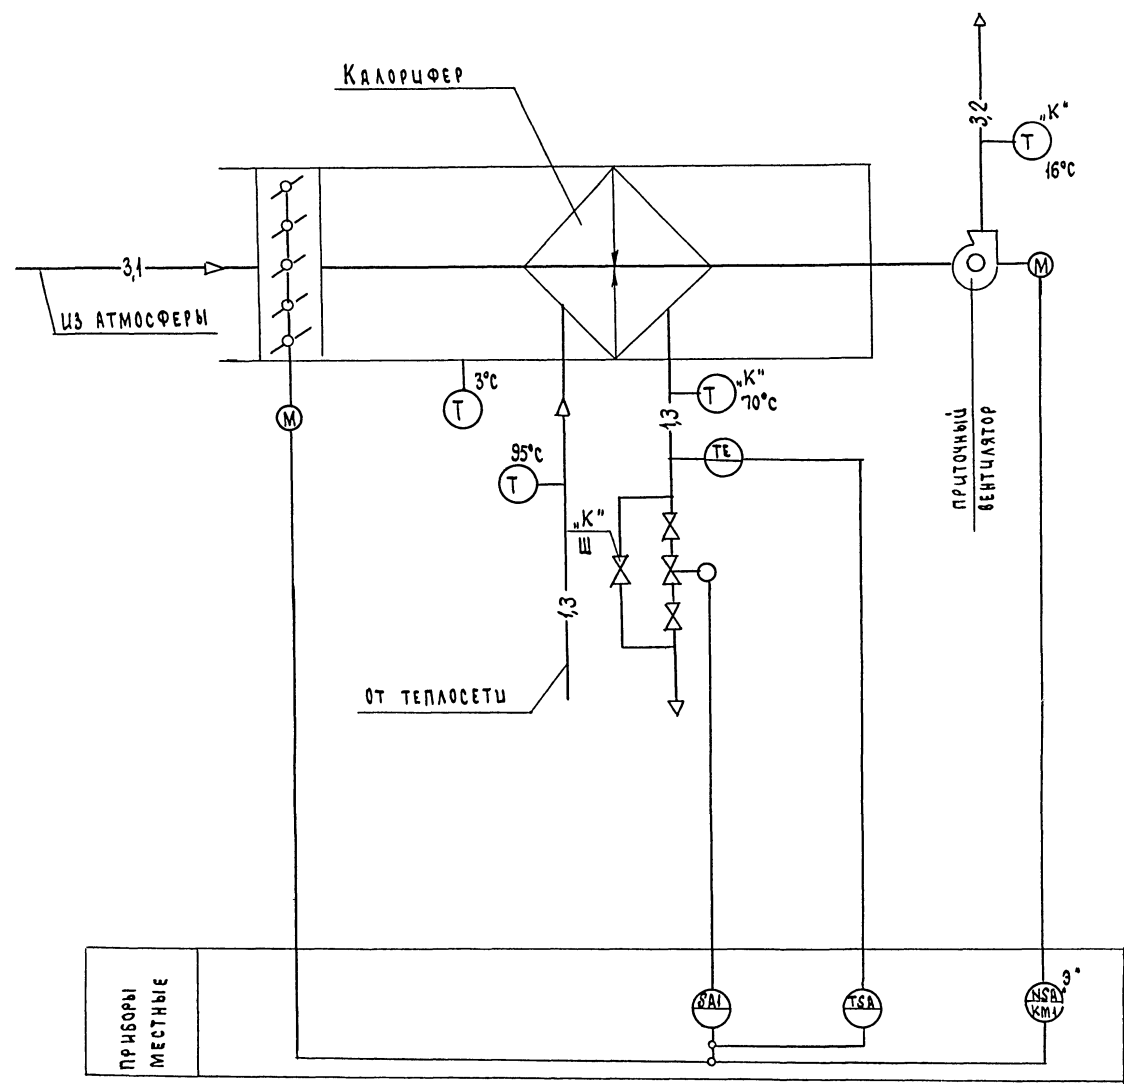 Калорифер
3,2
„К“
Т
16°С
3,1
ИЗ АТМОСФЕРЫ
М
М
3°С
Т
„К"
Т
70°С
1,3
95°С
Т
ТЕ
ПРИТОЧНЫЙ
ВЕНТИЛЯТОР
„К"
Ш
1,3
ОТ ТЕПЛОСЕТИ
ПРИБОРЫ
МЕСТНЫЕ
SA1
TSA
NSA
KM1
„Э"